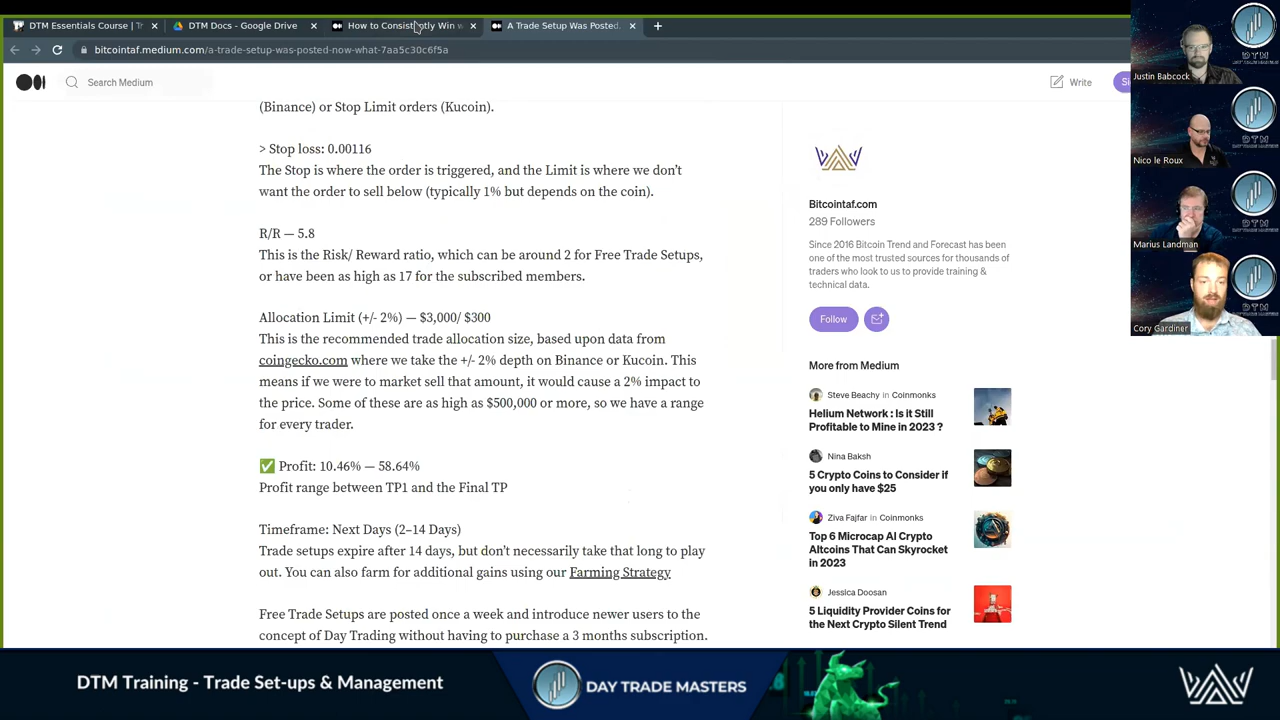 DTM Essentials Course | Tr
DTM Docs - Google Drive
How to Consistently Win w
A Trade Setup Was Posted.
bitcointaf.medium.com/a-trade-setup-was-posted-now-what-7aa5c30c6f5a
Search Medium
Write
(Binance) or Stop Limit orders (Kucoin).
> Stop loss: 0.00116
The Stop is where the order is triggered, and the Limit is where we don't
want the order to sell below (typically 1% but depends on the coin).
R/R — 5.8
This is the Risk/ Reward ratio, which can be around 2 for Free Trade Setups,
or have been as high as 17 for the subscribed members.
Allocation Limit (+/- 2%) — $3,000/ $300
This is the recommended trade allocation size, based upon data from
coingecko.com where we take the +/- 2% depth on Binance or Kucoin. This
means if we were to market sell that amount, it would cause a 2% impact to
the price. Some of these are as high as $500,000 or more, so we have a range
for every trader.
✅ Profit: 10.46% — 58.64%
Profit range between TP1 and the Final TP
Timeframe: Next Days (2–14 Days)
Trade setups expire after 14 days, but don't necessarily take that long to play
out. You can also farm for additional gains using our Farming Strategy
Free Trade Setups are posted once a week and introduce newer users to the
concept of Day Trading without having to purchase a 3 months subscription.
Bitcointaf.com
289 Followers
Since 2016 Bitcoin Trend and Forecast has been
one of the most trusted sources for thousands of
traders who look to us to provide training &
technical data.
Follow
More from Medium
Steve Beachy in Coinmonks
Helium Network : Is it Still
Profitable to Mine in 2023 ?
Nina Baksh
5 Crypto Coins to Consider if
you only have $25
Ziva Fajfar in Coinmonks
Top 6 Microcap AI Crypto
Altcoins That Can Skyrocket
in 2023
Jessica Doosan
5 Liquidity Provider Coins for
the Next Crypto Silent Trend
Justin Babcock
DTM
Nico le Roux
DTM
Marius Landman
DTM
Cory Gardiner
DTM
DTM Training - Trade Set-ups & Management
DAY TRADE MASTERS